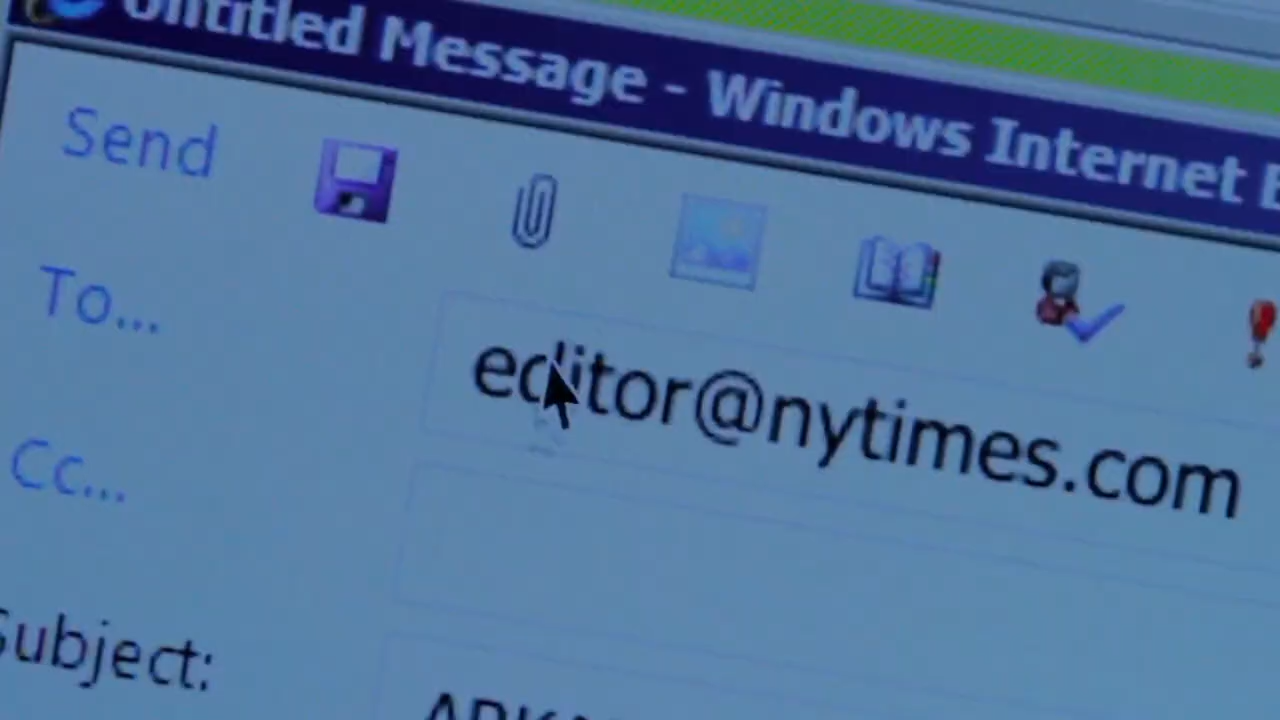 Untitled Message - Windows Internet
Send
To...
editor@nytimes.com
Cc...
Subject: